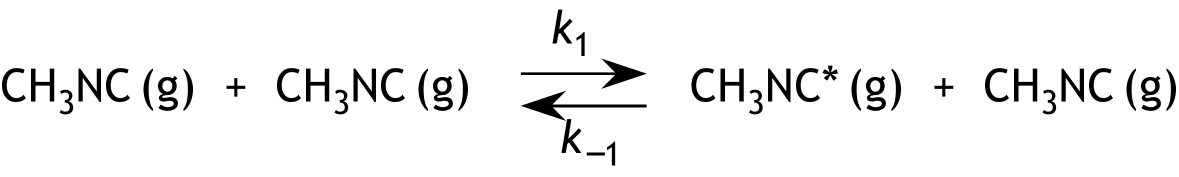 k₁
CH₃NC (g) + CH₃NC (g) ⇌ CH₃NC* (g) + CH₃NC (g)
k₋₁